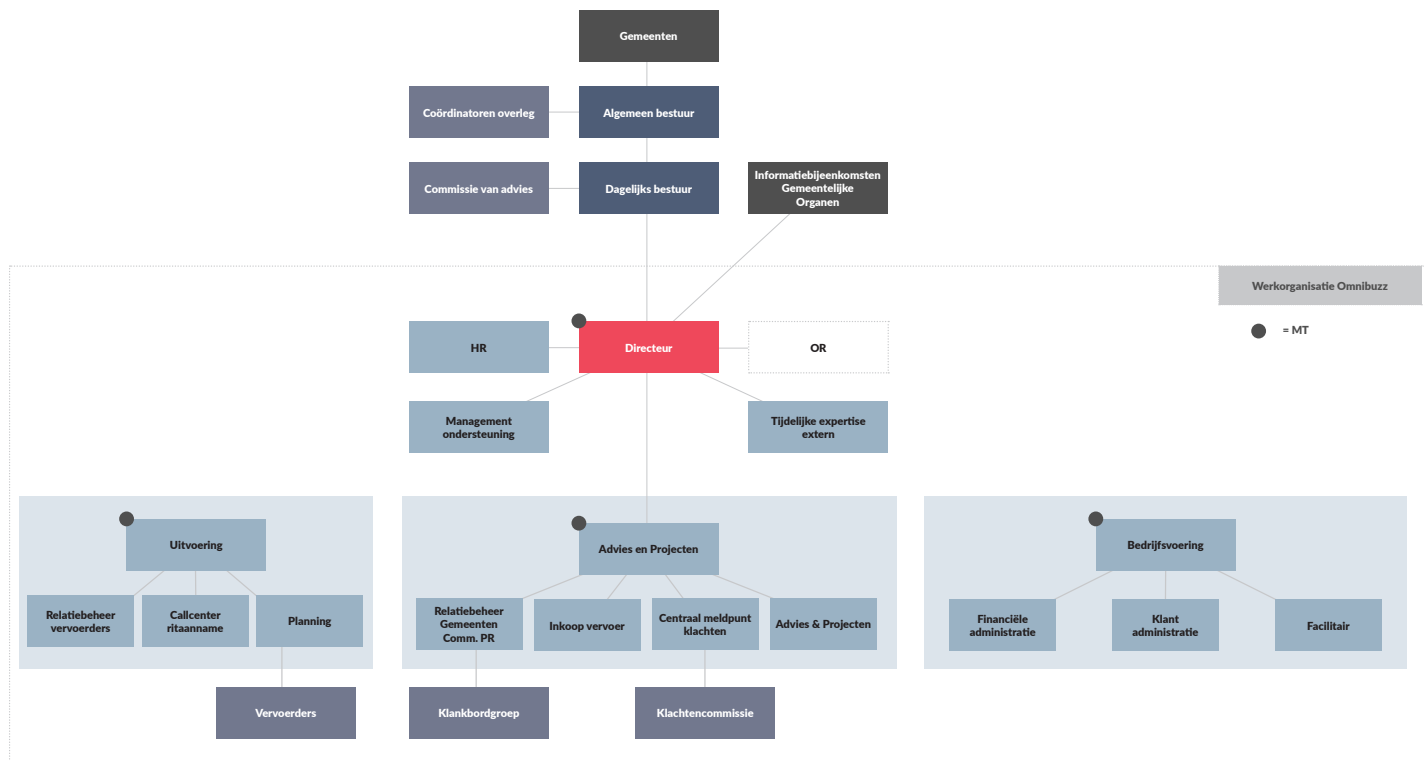 Gemeenten
Coördinatoren overleg
Algemeen bestuur
Commissie van advies
Dagelijks bestuur
Informatiebijeenkomsten
Gemeentelijke
Organen
Werkorganisatie Omnibuzz
= MT
HR
Directeur
OR
Management
ondersteuning
Tijdelijke expertise
extern
Uitvoering
Relatiebeheer
vervoerders
Callcenter
ritaanname
Planning
Advies en Projecten
Relatiebeheer
Gemeenten
Comm. PR
Inkoop vervoer
Centraal meldpunt
klachten
Advies & Projecten
Bedrijfsvoering
Financiële
administratie
Klant
administratie
Facilitair
Vervoerders
Klankbordgroep
Klachtencommissie